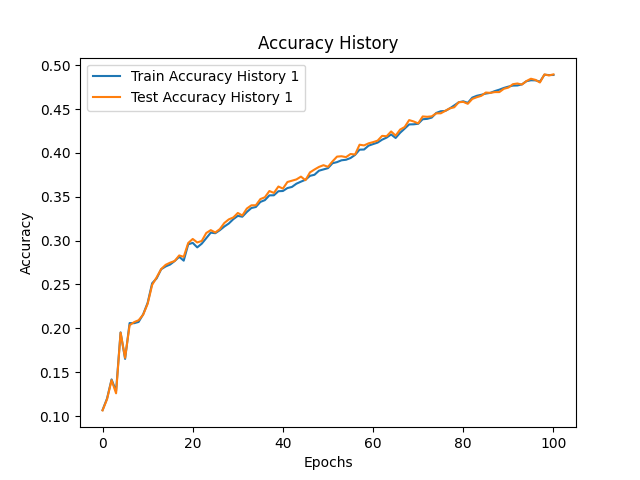 Accuracy History
Train Accuracy History 1
Test Accuracy History 1
0.50
0.45
0.40
0.35
0.30
0.25
0.20
0.15
0.10
Accuracy
0 20 40 60 80 100
Epochs